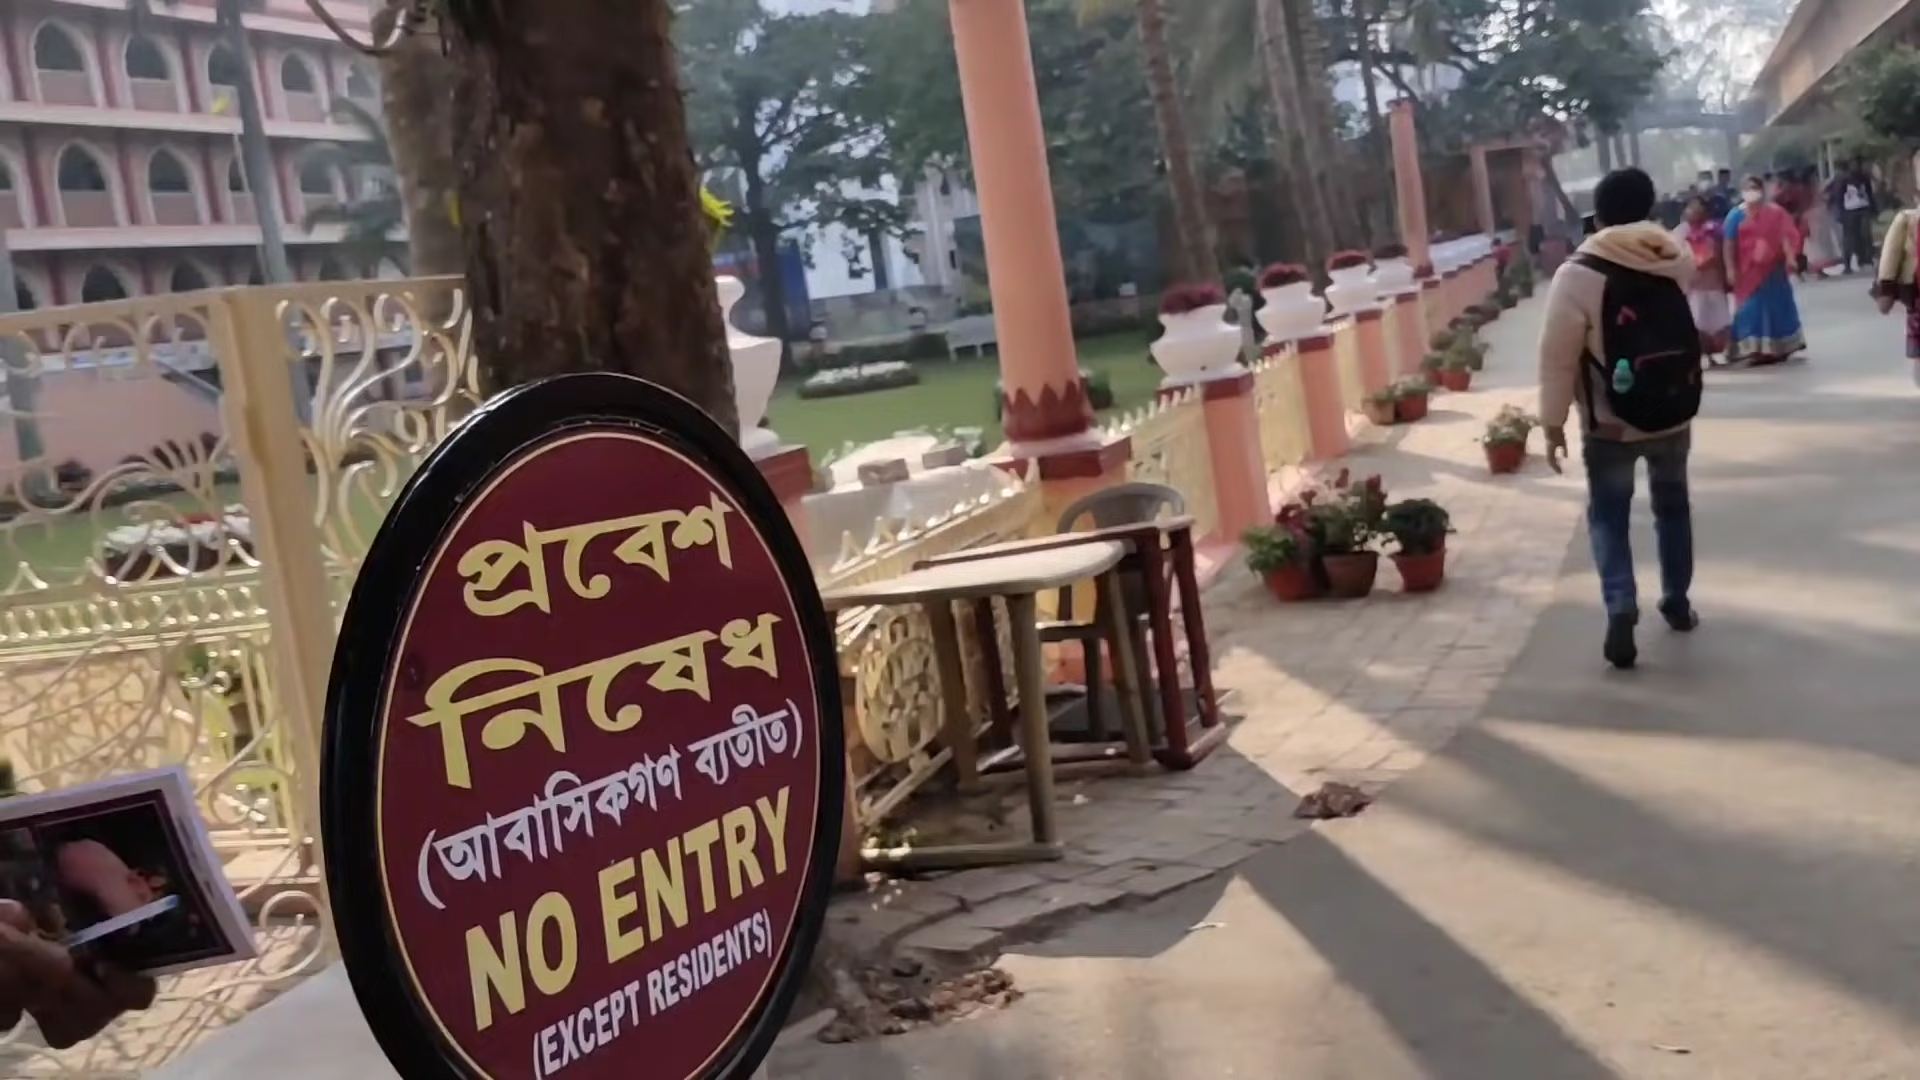 প্রবেশ
নিষেধ
(আবাসিকগণ ব্যতীত)
NO ENTRY
(EXCEPT RESIDENTS)